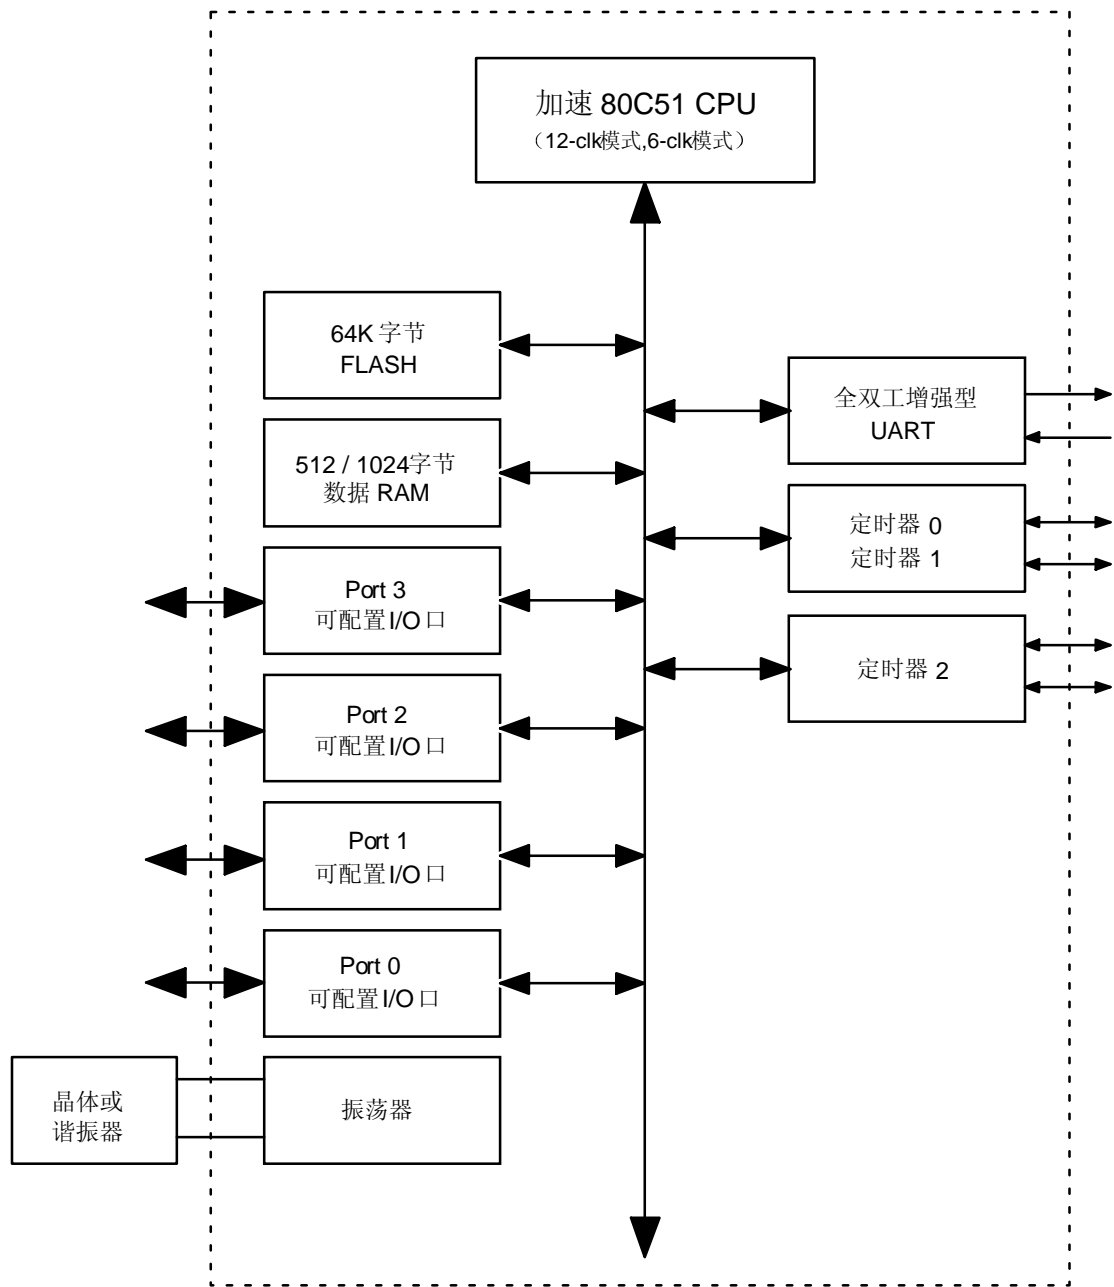 加速 80C51 CPU
（12-clk模式,6-clk模式）
64K 字节
FLASH
512 / 1024字节
数据 RAM
Port 3
可配置I/O 口
Port 2
可配置I/O 口
Port 1
可配置I/O 口
Port 0
可配置I/O 口
晶体或
谐振器
振荡器
全双工增强型
UART
定时器 0
定时器 1
定时器 2